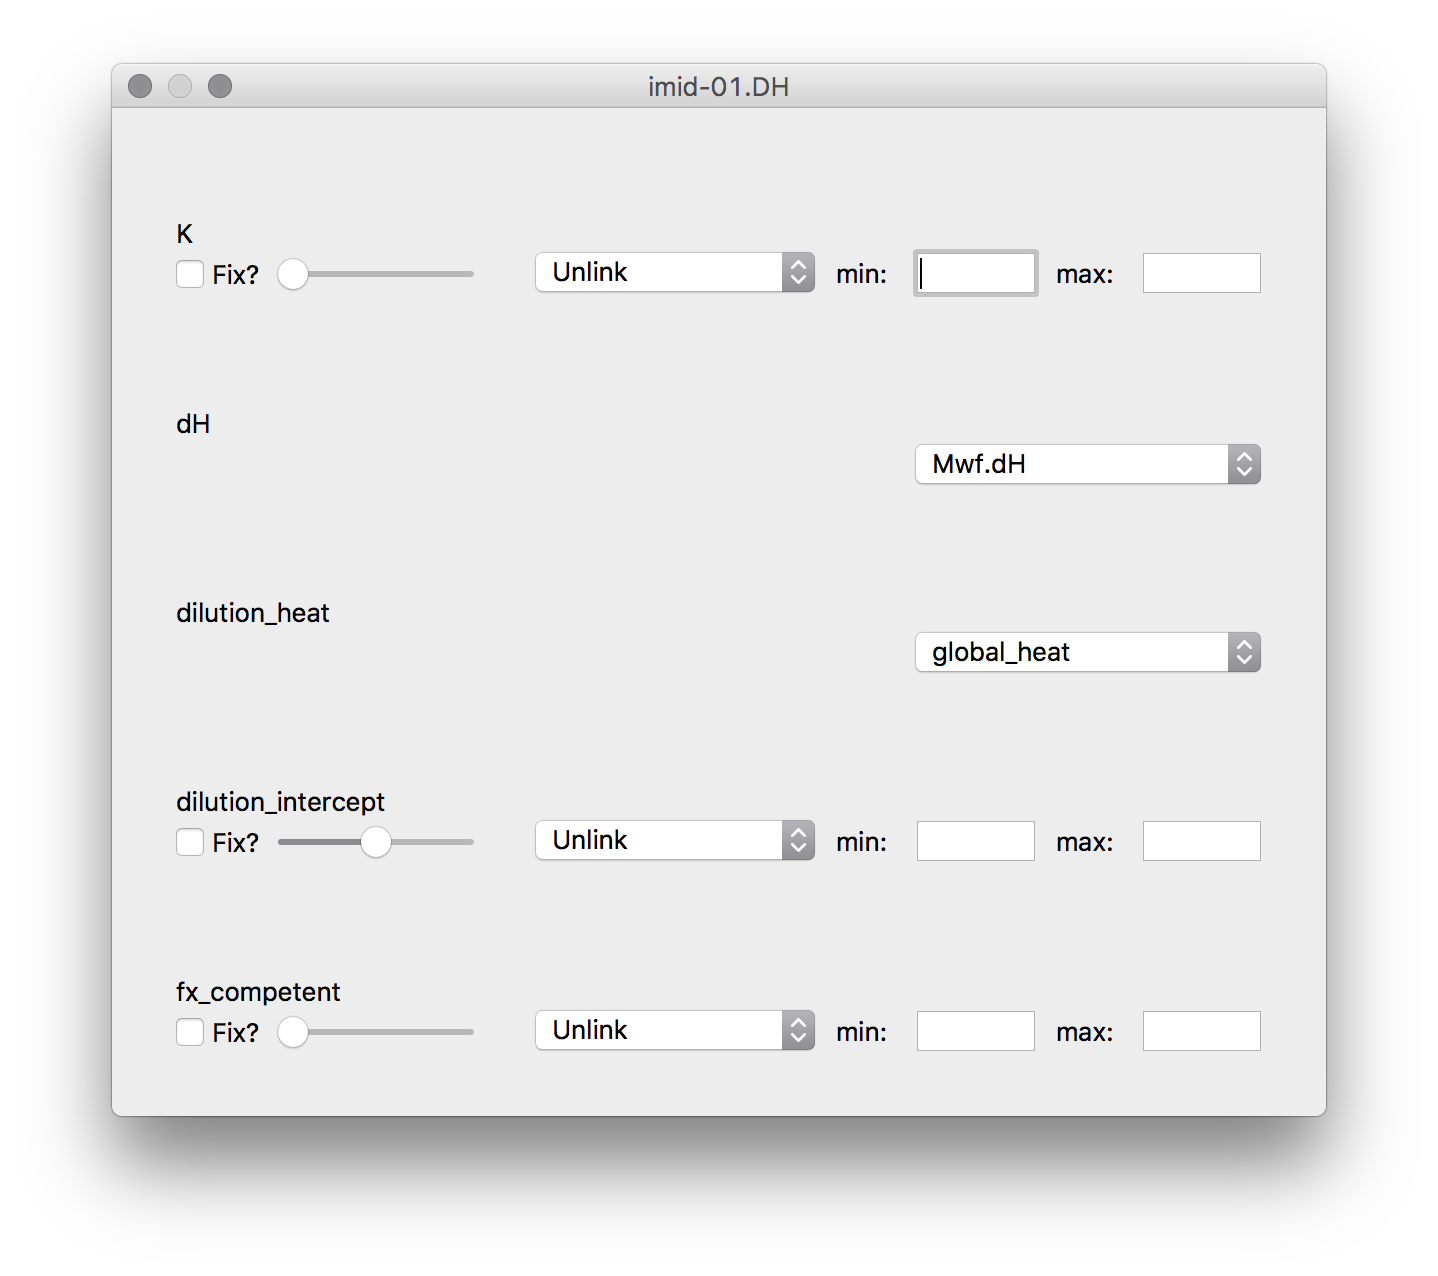 imid-01.DH
K
Fix? Unlink min: max:
dH
Mwf.dH
dilution_heat
global_heat
dilution_intercept
Fix? Unlink min: max:
fx_competent
Fix? Unlink min: max: